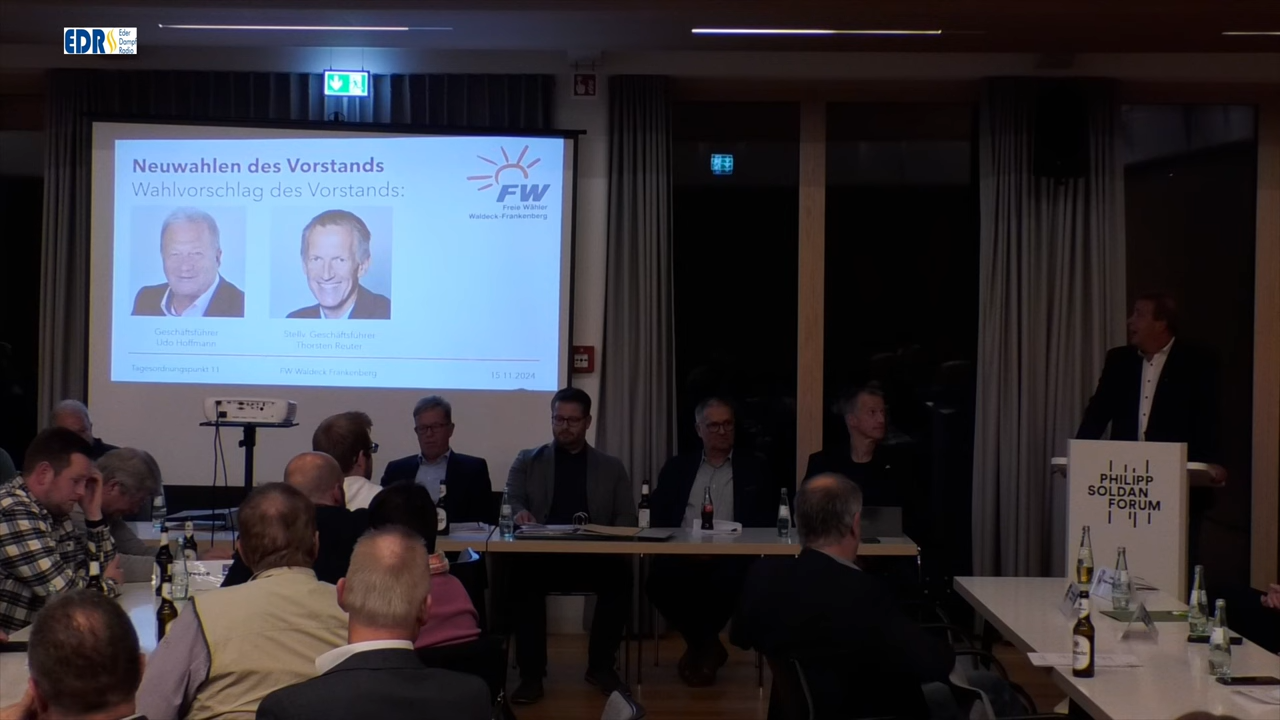 EDR Eder
Dampf
Radio
Neuwahlen des Vorstands
Wahlvorschlag des Vorstands:
FW
Freie Wähler
Waldeck-Frankenberg
Geschäftsführer
Udo Hoffmann
Stellv. Geschäftsführer
Thorsten Reuter
Tagesordnungspunkt 11
FW Waldeck Frankenberg
15.11.2024
PHILIPP
SOLDAN
FORUM